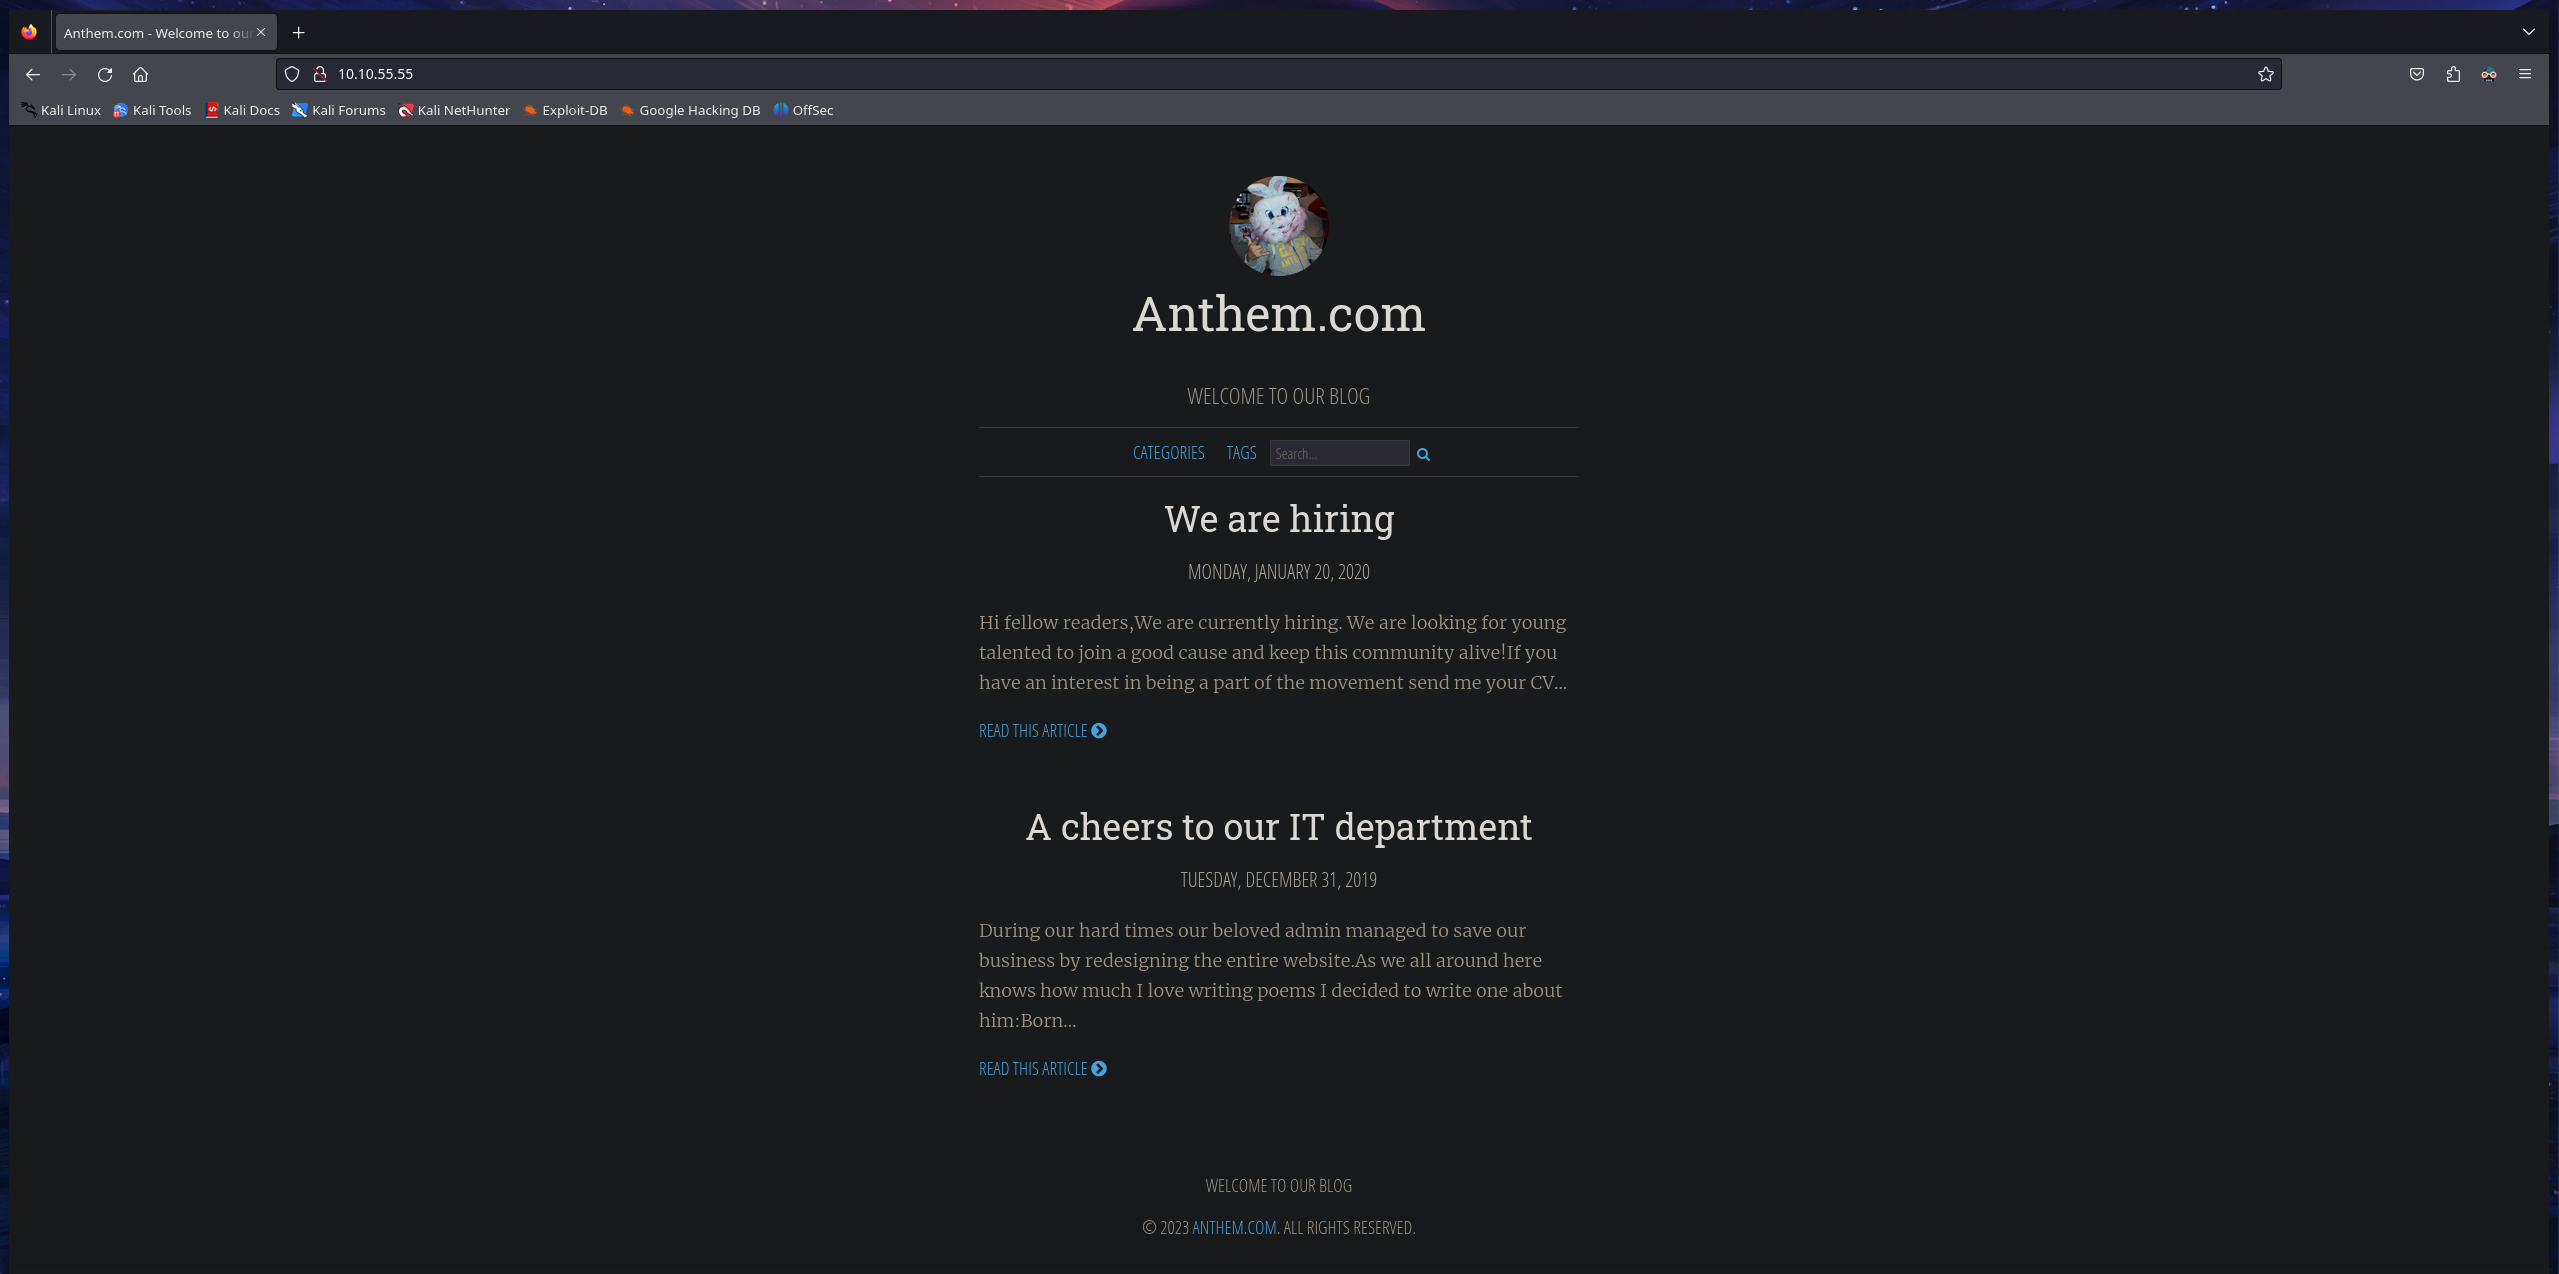 Anthem.com - Welcome to our
10.10.55.55
Kali Linux Kali Tools Kali Docs Kali Forums Kali NetHunter Exploit-DB Google Hacking DB OffSec
Anthem.com
WELCOME TO OUR BLOG
CATEGORIES TAGS Search...
We are hiring
MONDAY, JANUARY 20, 2020
Hi fellow readers,We are currently hiring. We are looking for young
talented to join a good cause and keep this community alive!If you
have an interest in being a part of the movement send me your CV...
READ THIS ARTICLE
A cheers to our IT department
TUESDAY, DECEMBER 31, 2019
During our hard times our beloved admin managed to save our
business by redesigning the entire website.As we all around here
knows how much I love writing poems I decided to write one about
him:Born...
READ THIS ARTICLE
WELCOME TO OUR BLOG
© 2023 ANTHEM.COM. ALL RIGHTS RESERVED.